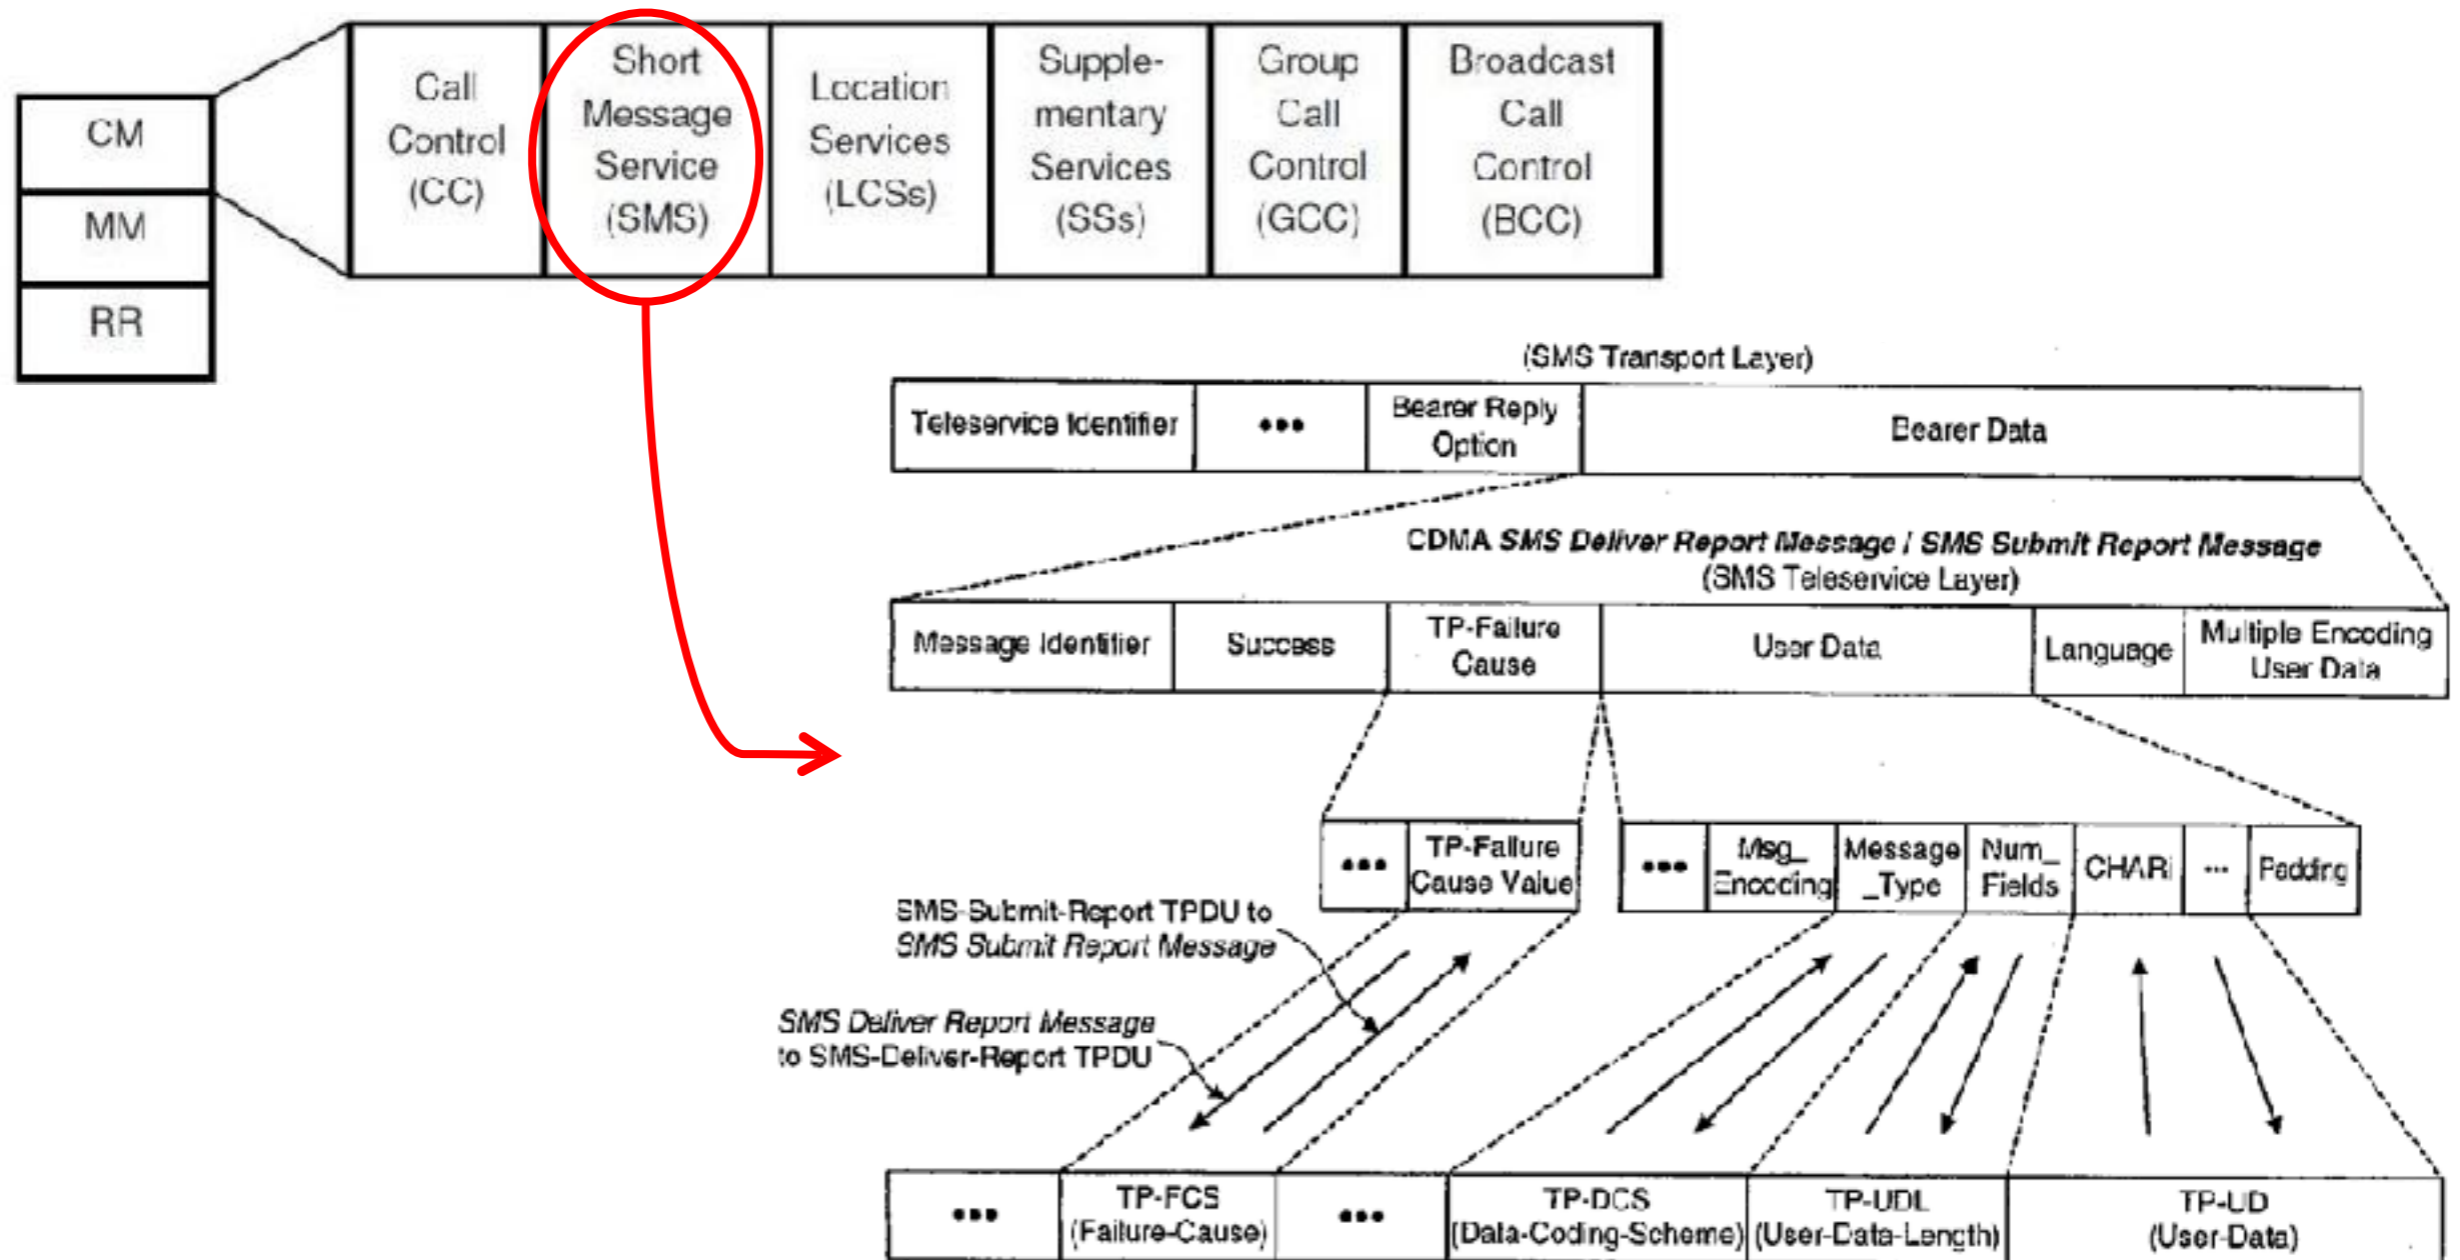 CM
MM
RR
Call
Control
(CC)
Short
Message
Service
(SMS)
Location
Services
(LCSs)
Supple-
mentary
Services
(SSs)
Group
Call
Control
(GCC)
Broadcast
Call
Control
(BCC)
(SMS Transport Layer)
Teleservice Identifier
•••
Bearer Reply
Option
Bearer Data
CDMA SMS Deliver Report Message / SMS Submit Report Message
(SMS Teleservice Layer)
Message Identifier
Success
TP-Failure
Cause
User Data
Language
Multiple Encoding
User Data
•••
TP-Failure
Cause Value
•••
Msg_
Encoding
Message
_Type
Num_
Fields
CHARi
•••
Padding
SMS-Submit-Report TPDU to
SMS Submit Report Message
SMS Deliver Report Message
to SMS-Deliver-Report TPDU
•••
TP-FCS
(Failure-Cause)
•••
TP-DCS
(Data-Coding-Scheme)
TP-UDL
(User-Data-Length)
TP-UD
(User-Data)